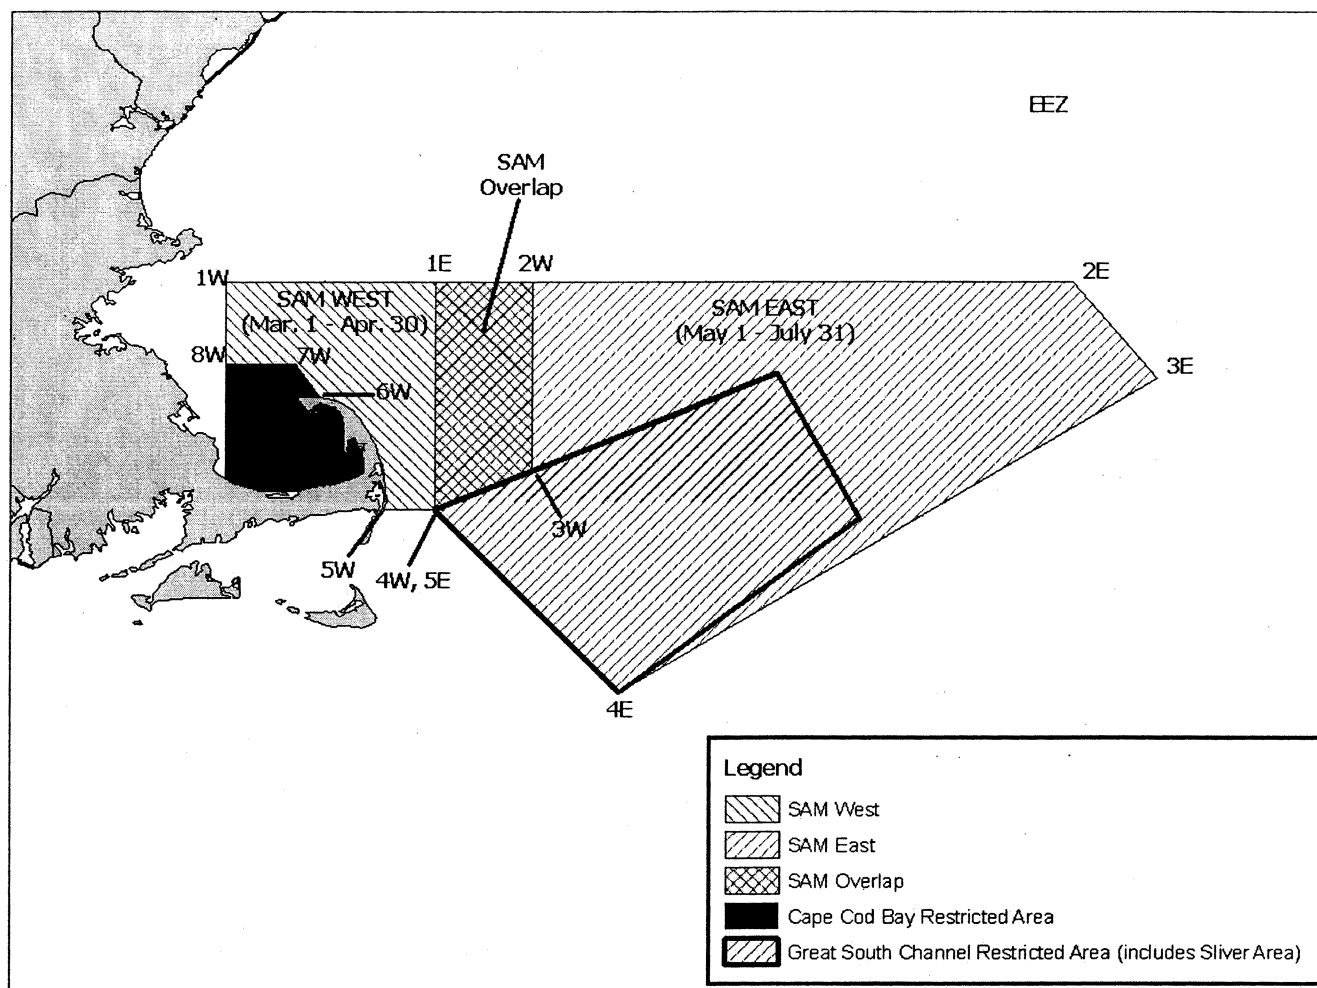 EEZ
SAM
Overlap
1W
1E
2W
2E
SAM WEST
(Mar. 1 - Apr. 30)
SAM EAST
(May 1 - July 31)
8W
7W
3E
6W
3W
5W
4W, 5E
4E
Legend
SAM West
SAM East
SAM Overlap
Cape Cod Bay Restricted Area
Great South Channel Restricted Area (includes Sliver Area)